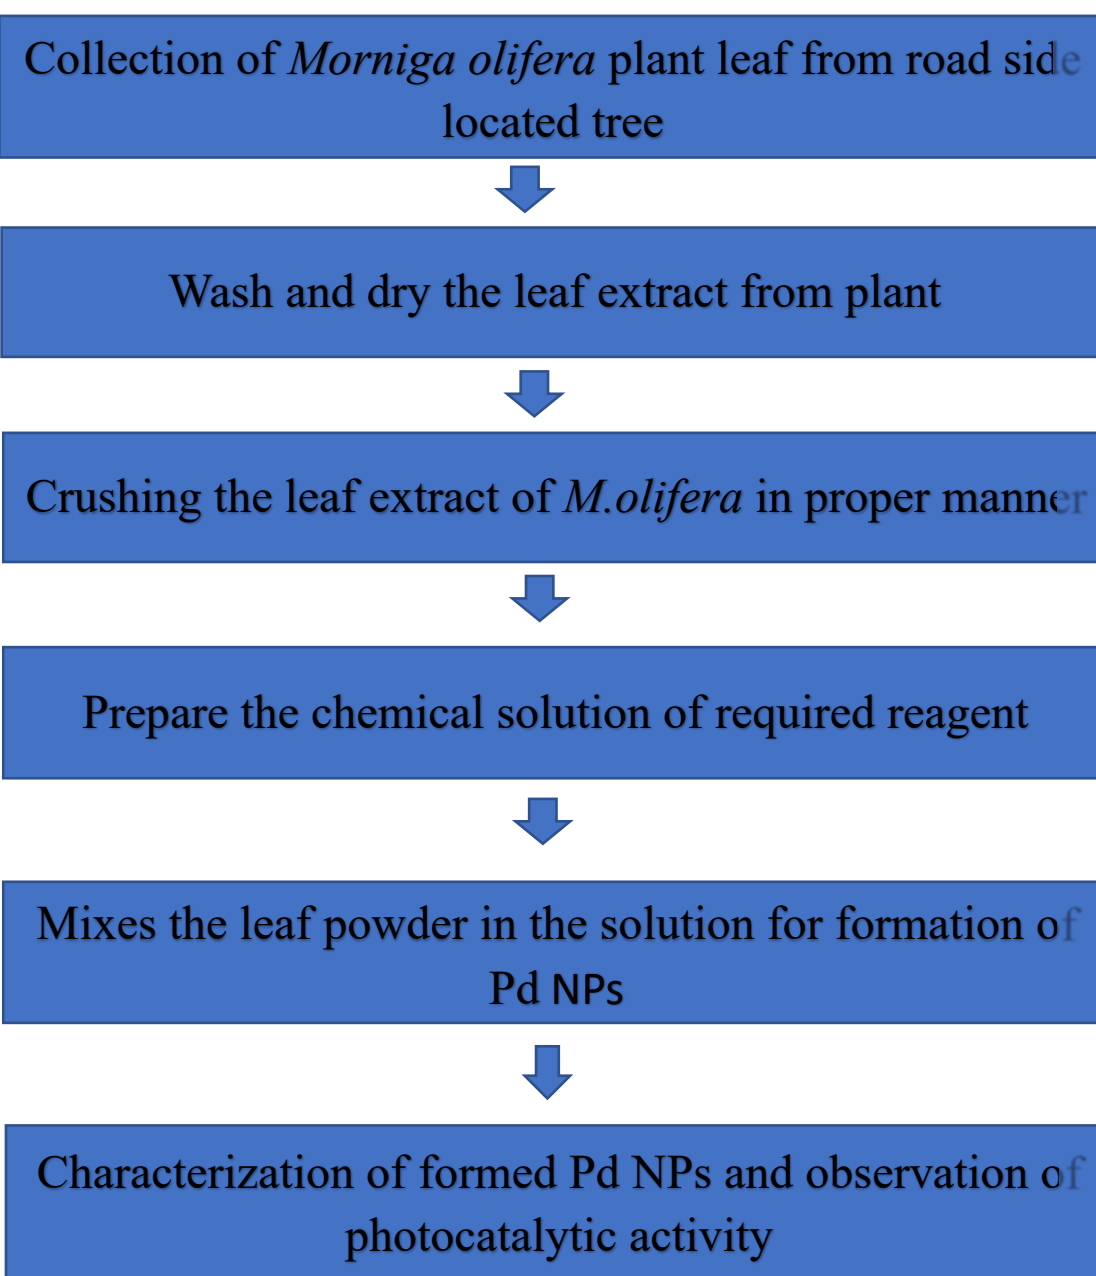 Collection of Morniga olifera plant leaf from road side
located tree
Wash and dry the leaf extract from plant
Crushing the leaf extract of M.olifera in proper manner
Prepare the chemical solution of required reagent
Mixes the leaf powder in the solution for formation of
Pd NPs
Characterization of formed Pd NPs and observation of
photocatalytic activity